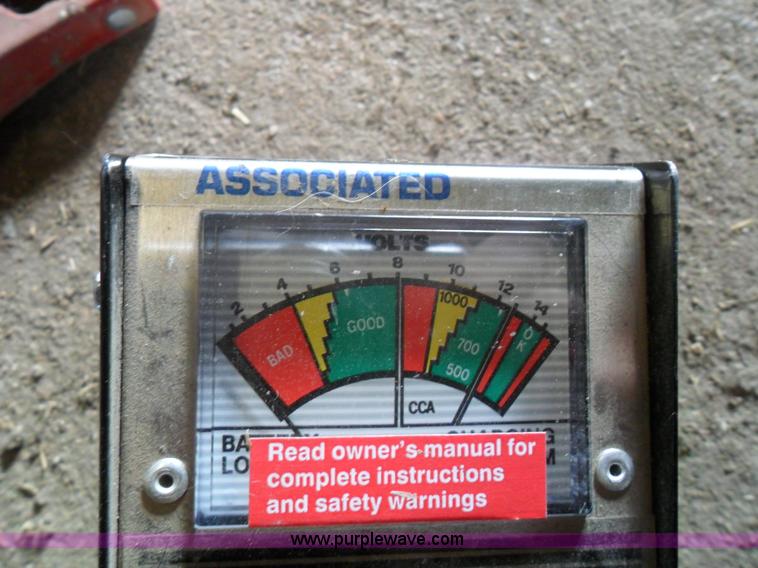 ASSOCIATED
VOLTS
2 4 6 8 10 12 14
BAD GOOD 1000 700 500 OK
CCA
Read owner's manual for
complete instructions
and safety warnings
www.purplewave.com